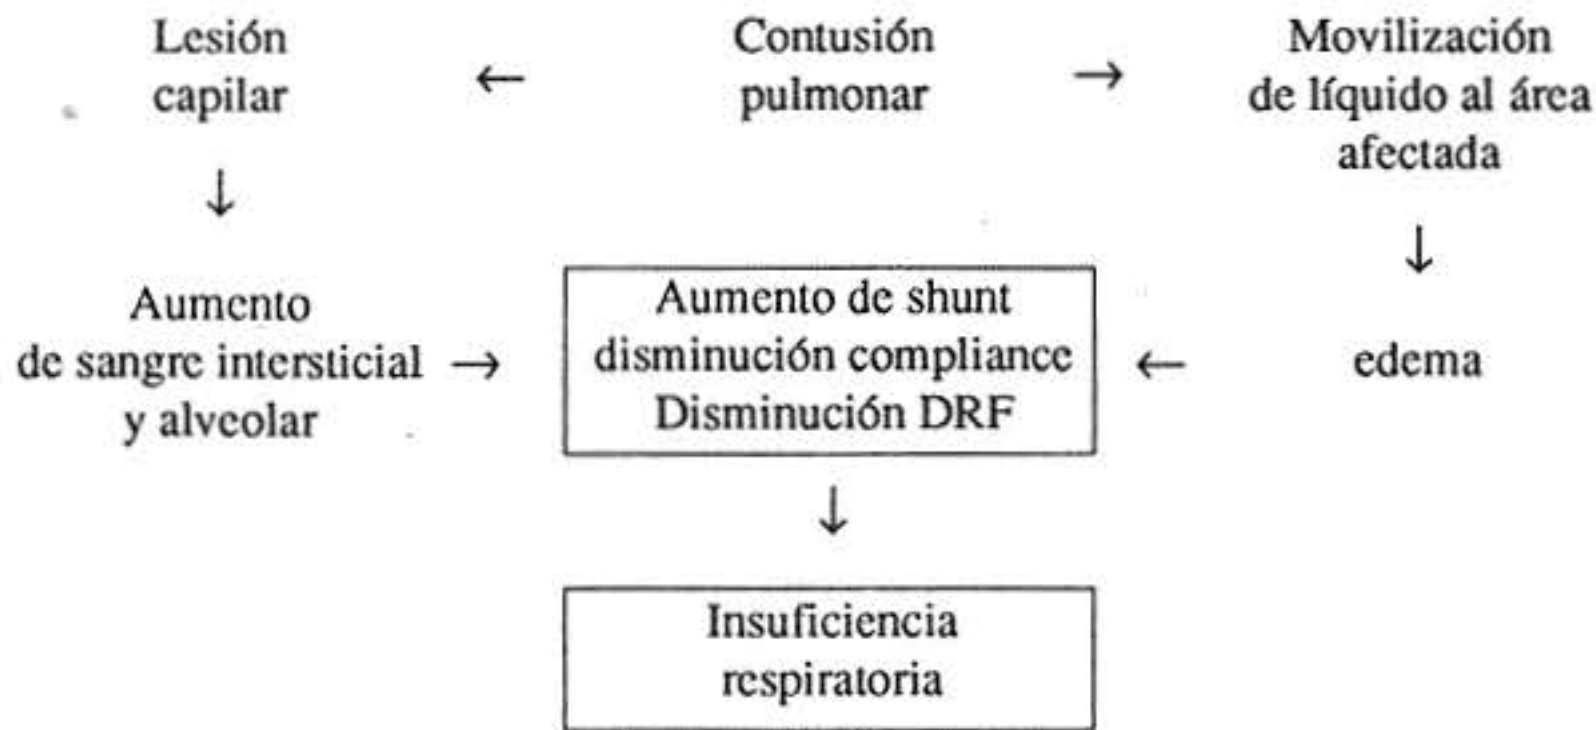 Lesión
capilar
←
Contusión
pulmonar
→
Movilización
de líquido al área
afectada
↓
↓
Aumento
de sangre intersticial →
y alveolar
Aumento de shunt
disminución compliance
Disminución DRF
←
edema
↓
Insuficiencia
respiratoria